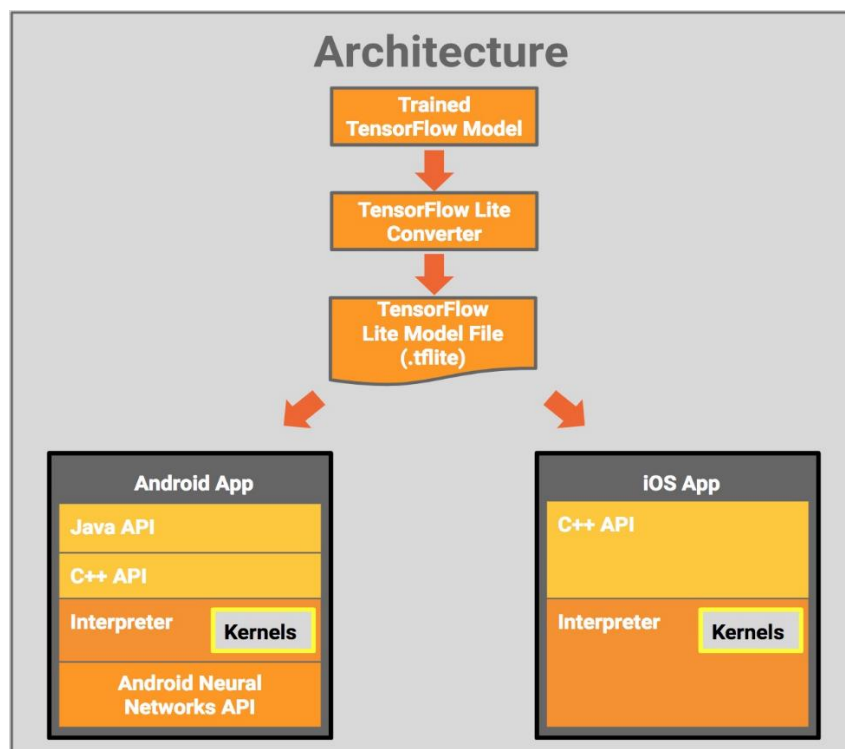 Architecture
Trained
TensorFlow Model
TensorFlow Lite
Converter
TensorFlow
Lite Model File
(.tflite)
Android App
Java API
C++ API
Interpreter
Kernels
Android Neural
Networks API
iOS App
C++ API
Interpreter
Kernels